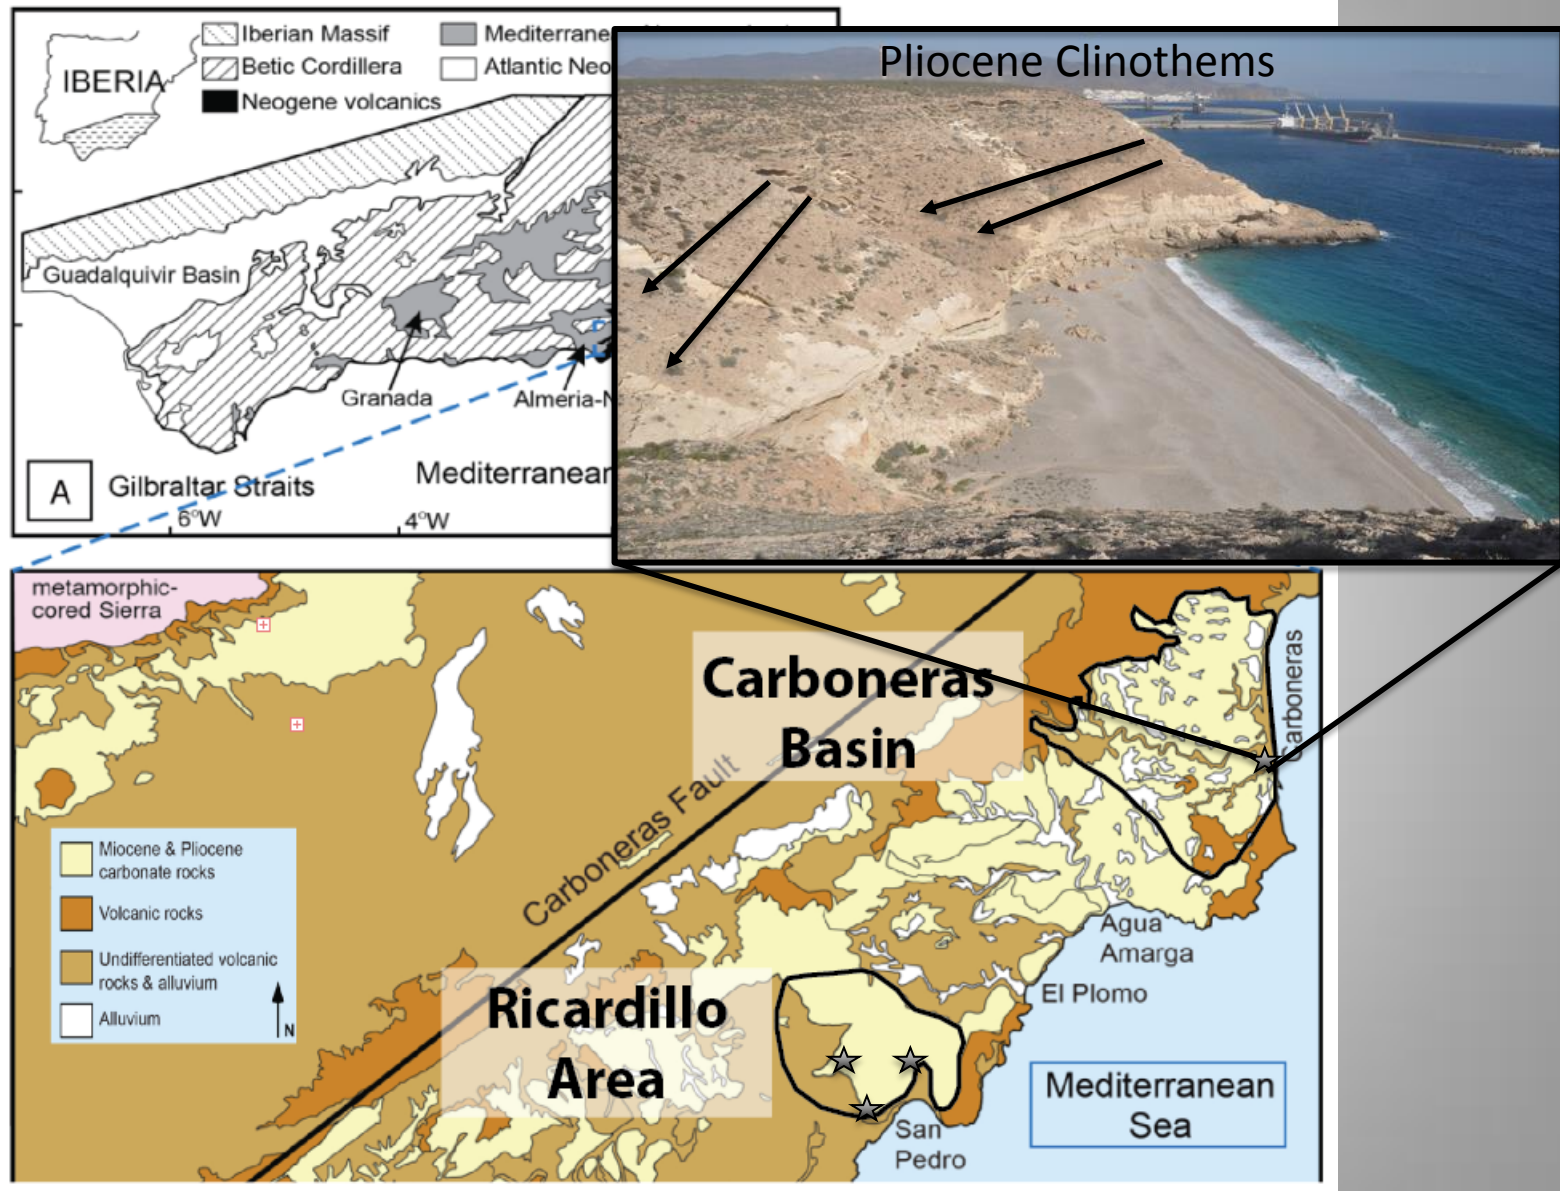 Iberian Massif
Betic Cordillera
Neogene volcanics
Atlantic Neo
IBERIA
Guadalquivir Basin
Granada
A
Gilbraltar Straits
Mediterranean
6°W
4°W
Pliocene Clinothems
metamorphic-
cored Sierra
Carboneras
Basin
Carboneras Fault
Carboneras
Miocene & Pliocene
carbonate rocks
Volcanic rocks
Undifferentiated volcanic
rocks & alluvium
Alluvium
N
Ricardillo
Area
Agua
Amarga
El Plomo
San
Pedro
Mediterranean
Sea